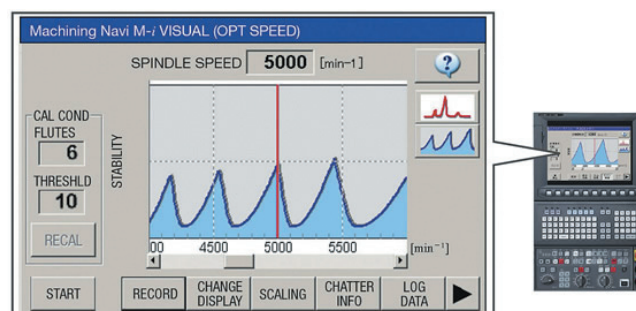 Machining Navi M-i VISUAL (OPT SPEED)
SPINDLE SPEED 5000 [min-1]
CAL COND
FLUTES
6
THRESHLD
10
RECAL
STABILITY
00 4500 5000 5500 [min⁻¹]
START
RECORD
CHANGE
DISPLAY
SCALING
CHATTER
INFO
LOG
DATA